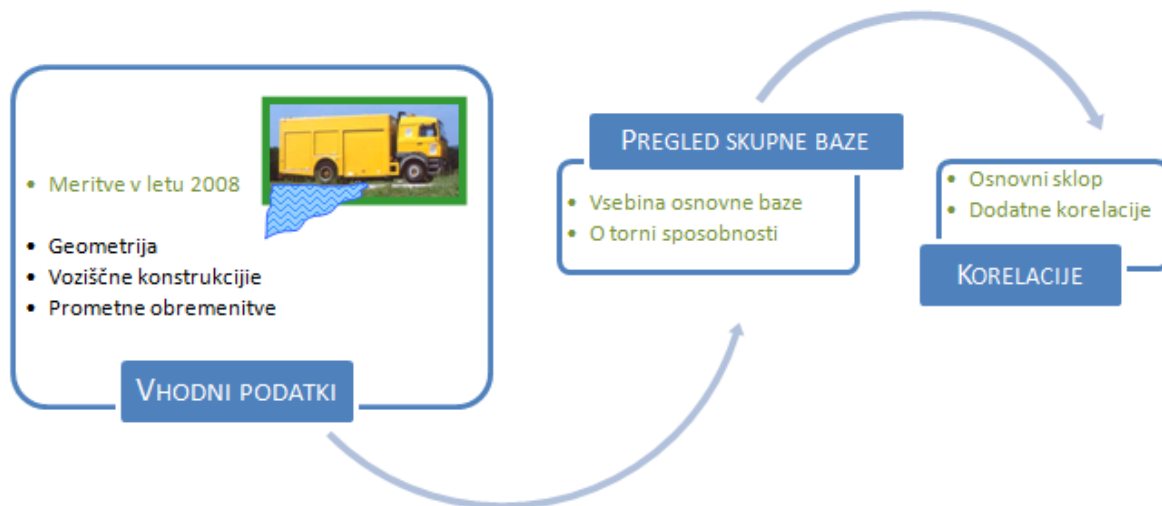 • Meritve v letu 2008
• Geometrija
• Voziščne konstrukcijie
• Prometne obremenitve
VHODNI PODATKI
PREGLED SKUPNE BAZE
• Vsebina osnovne baze
• O torni sposobnosti
• Osnovni sklop
• Dodatne korelacije
KORELACIJE